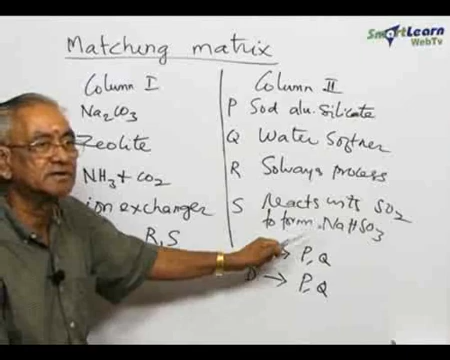 SmartLearn
WebTv
Matching matrix
Column I
Na2CO3
Zeolite
NH3 + CO2
ion exchanger
R, S
Column II
P Sod alu. Silicate
Q Water Softner
R Solvays process
S Reacts with SO2
to form NaHSO3
→ P, Q
D → P, Q